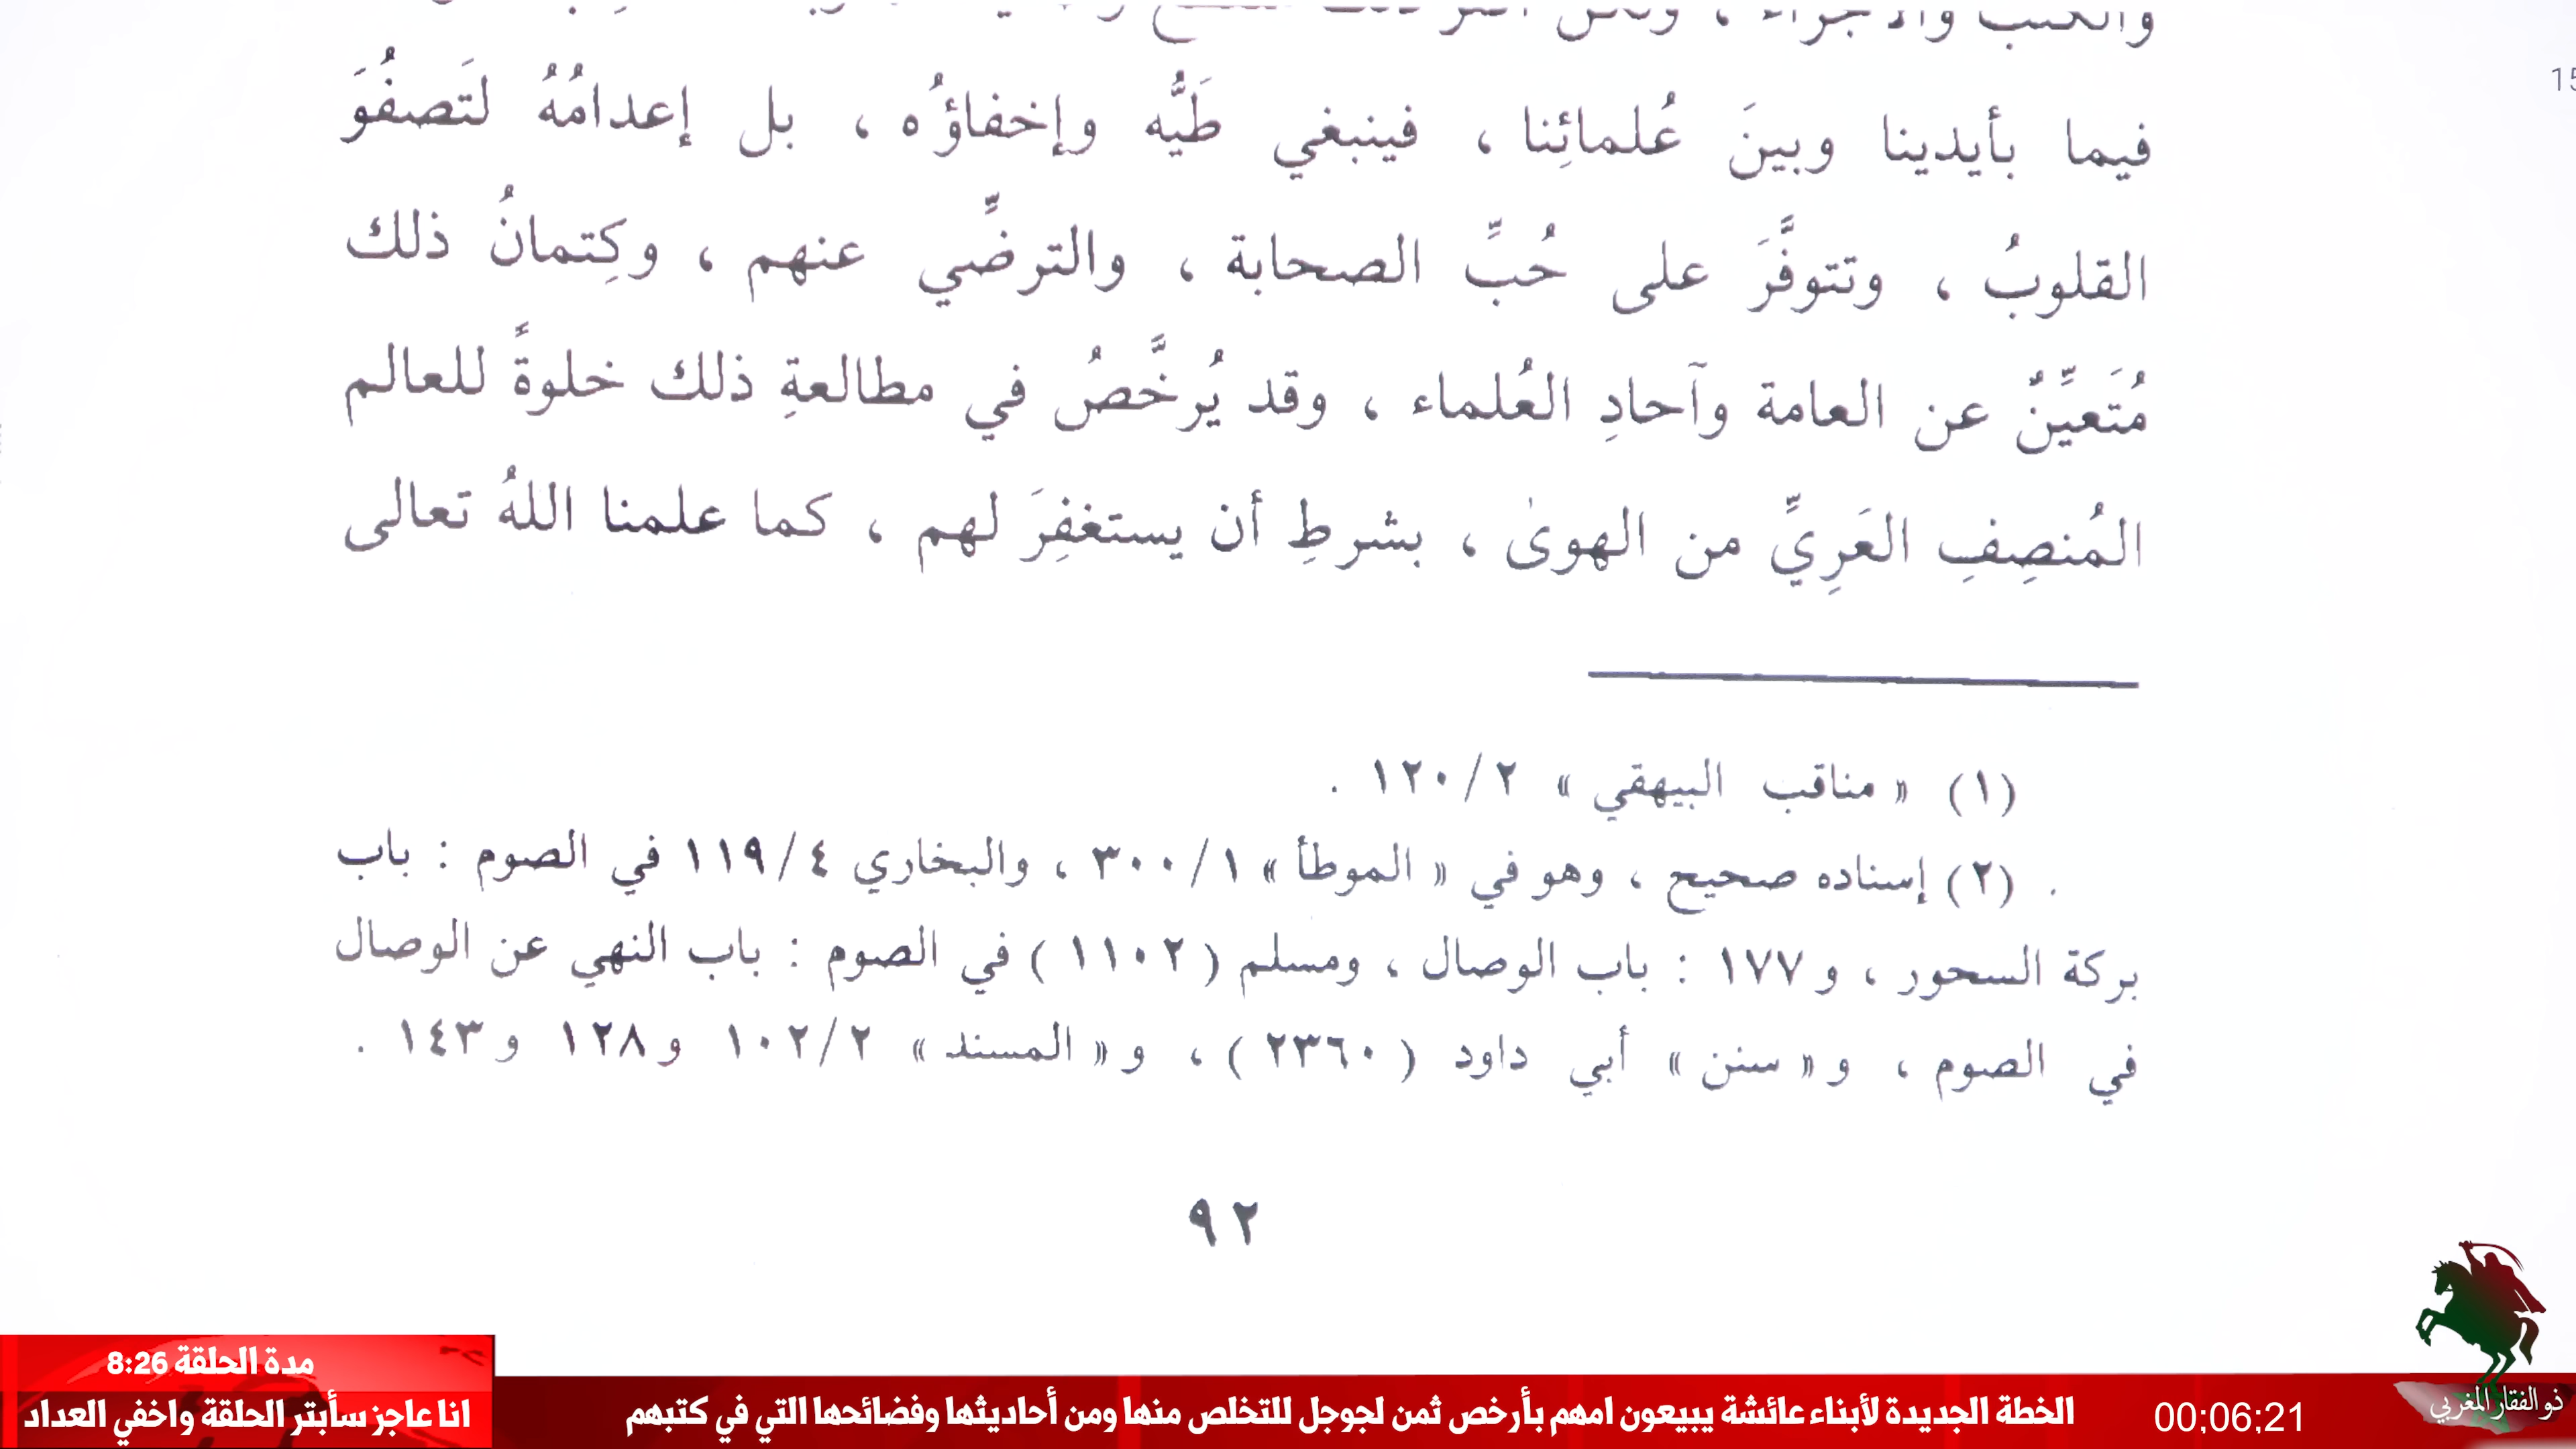 فيما بأيدينا وبينَ عُلمائِنا ، فينبغي طَيُّه وإخفاؤُه ، بل إعدامُهُ لتَصفُوَ
القلوبُ ، وتتوفَّرَ على حُبِّ الصحابة ، والترضِّي عنهم ، وكِتمانُ ذلك
مُتَعيِّنٌ عن العامة وآحادِ العُلماء ، وقد يُرخَّصُ في مطالعةِ ذلك خلوةً للعالم
المُنصِفِ العَرِيِّ من الهوىٰ ، بشرطِ أن يستغفِرَ لهم ، كما علمنا اللهُ تعالى
(١) « مناقب البيهقي » ٢/١٢٠ .
(٢) إسناده صحيح ، وهو في « الموطأ » ١/٣٠٠ ، والبخاري ٤/١١٩ في الصوم : باب
بركة السحور ، و ١٧٧ : باب الوصال ، ومسلم ( ١١٠٢ ) في الصوم : باب النهي عن الوصال
في الصوم ، و « سنن » أبي داود ( ٢٣٦٠ ) ، و « المسند » ٢/١٠٢ و ١٢٨ و ١٤٣ .
٩٢
مدة الحلقة 8:26
انا عاجز سأبتر الحلقة واخفي العداد
الخطة الجديدة لأبناء عائشة يبيعون امهم بأرخص ثمن لجوجل للتخلص منها ومن أحاديثها وفضائحها التي في كتبهم
00;06;21
ذو الفقار المغربي